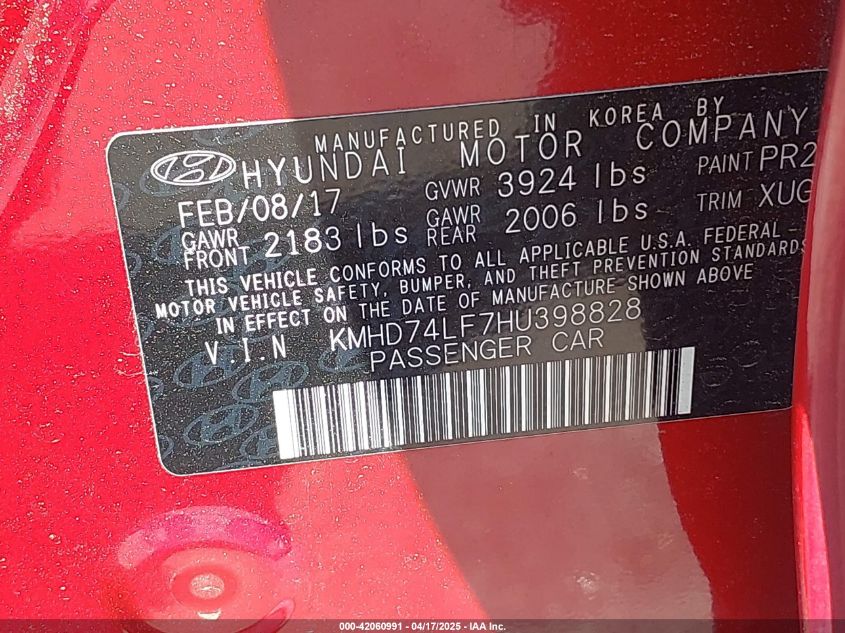 MANUFACTURED IN KOREA BY
HYUNDAI MOTOR COMPANY
FEB/08/17 GVWR 3924 lbs PAINT PR2
GAWR FRONT 2183 lbs GAWR REAR 2006 lbs TRIM XUG
THIS VEHICLE CONFORMS TO ALL APPLICABLE U.S.A. FEDERAL
MOTOR VEHICLE SAFETY, BUMPER, AND THEFT PREVENTION STANDARDS
IN EFFECT ON THE DATE OF MANUFACTURE SHOWN ABOVE
V I N KMHD74LF7HU398828
PASSENGER CAR
000-42060991 - 04/17/2025 - IAA Inc.